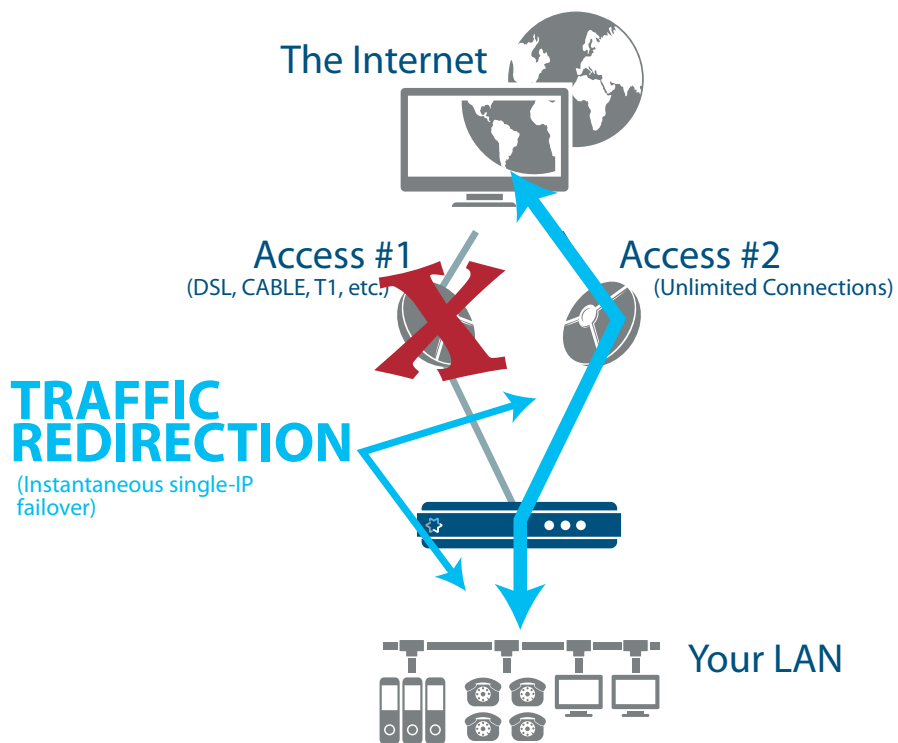 The Internet
Access #1
(DSL, CABLE, T1, etc.)
Access #2
(Unlimited Connections)
TRAFFIC
REDIRECTION
(Instantaneous single-IP
failover)
Your LAN